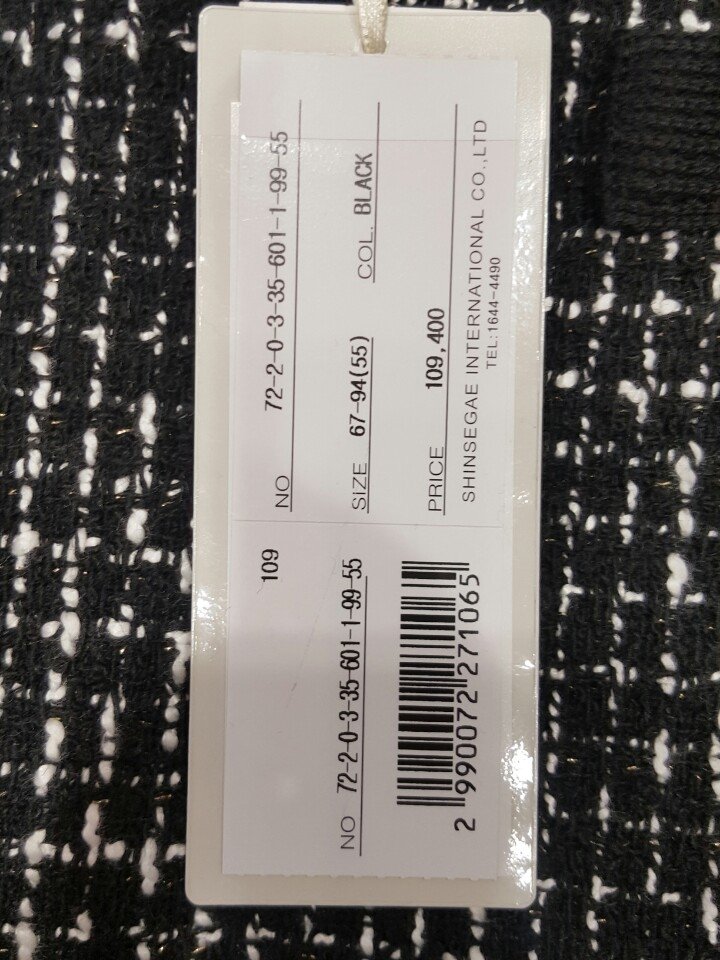 NO 72-2-0-3-35-601-1-99-55
SIZE 67-94(55) COL. BLACK
PRICE 109,400
SHINSEGAE INTERNATIONAL CO.,LTD
TEL:1644-4490
109
NO 72-2-0-3-35-601-1-99-55
2 990072 271065